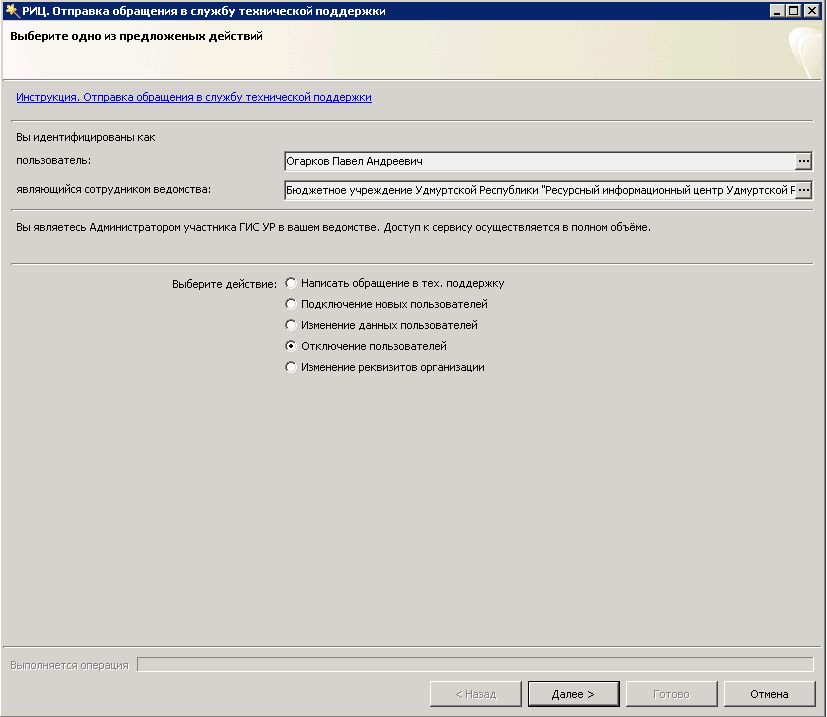 РИЦ. Отправка обращения в службу технической поддержки
Выберите одно из предложеных действий
Инструкция. Отправка обращения в службу технической поддержки
Вы идентифицированы как
пользователь: Огарков Павел Андреевич ...
являющийся сотрудником ведомства: Бюджетное учреждение Удмуртской Республики "Ресурсный информационный центр Удмуртской Р ...
Вы являетесь Администратором участника ГИС УР в вашем ведомстве. Доступ к сервису осуществляется в полном объёме.
Выберите действие: Написать обращение в тех. поддержку
Подключение новых пользователей
Изменение данных пользователей
Отключение пользователей
Изменение реквизитов организации
Выполняется операция
< Назад Далее > Готово Отмена